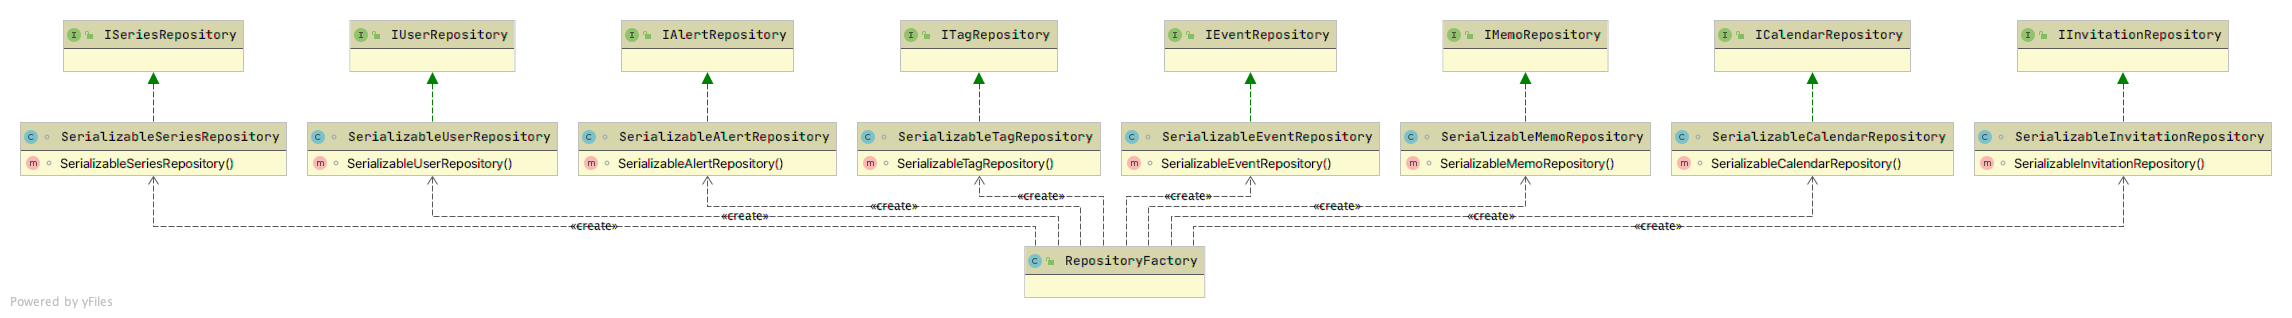 ISeriesRepository
IUserRepository
IAlertRepository
ITagRepository
IEventRepository
IMemoRepository
ICalendarRepository
IInvitationRepository
SerializableSeriesRepository
SerializableUserRepository
SerializableAlertRepository
SerializableTagRepository
SerializableEventRepository
SerializableMemoRepository
SerializableCalendarRepository
SerializableInvitationRepository
SerializableSeriesRepository()
SerializableUserRepository()
SerializableAlertRepository()
SerializableTagRepository()
SerializableEventRepository()
SerializableMemoRepository()
SerializableCalendarRepository()
SerializableInvitationRepository()
«create»
«create»
«create»
«create»
«create»
«create»
«create»
«create»
RepositoryFactory
Powered by yFiles